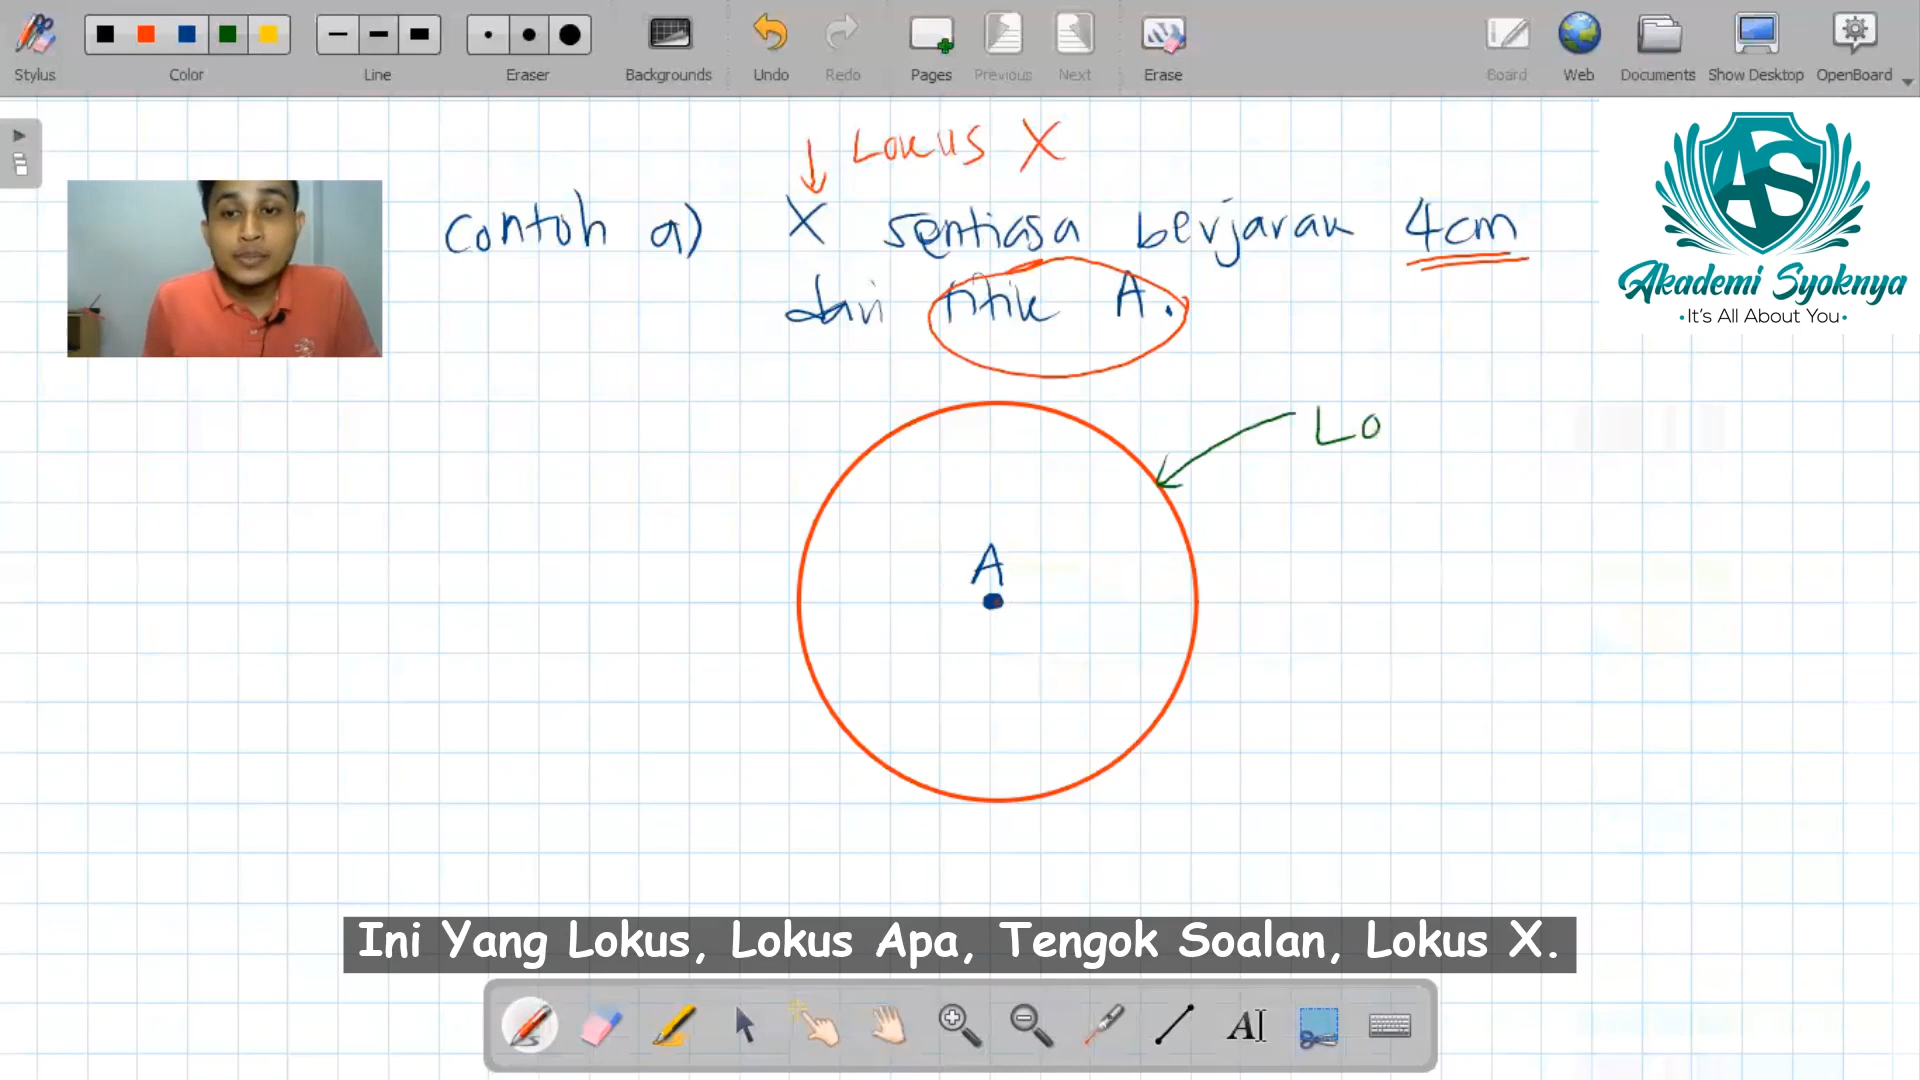 Stylus
Color
Line
Eraser
Backgrounds
Undo
Redo
Pages
Previous
Next
Erase
Board
Web
Documents
Show Desktop
OpenBoard
Lokus X
Contoh a) X sentiasa berjarak 4cm
dari titik A.
AS
Akademi Syoknya
•It's All About You•
Lo
A
Ini Yang Lokus, Lokus Apa, Tengok Soalan, Lokus X.
A